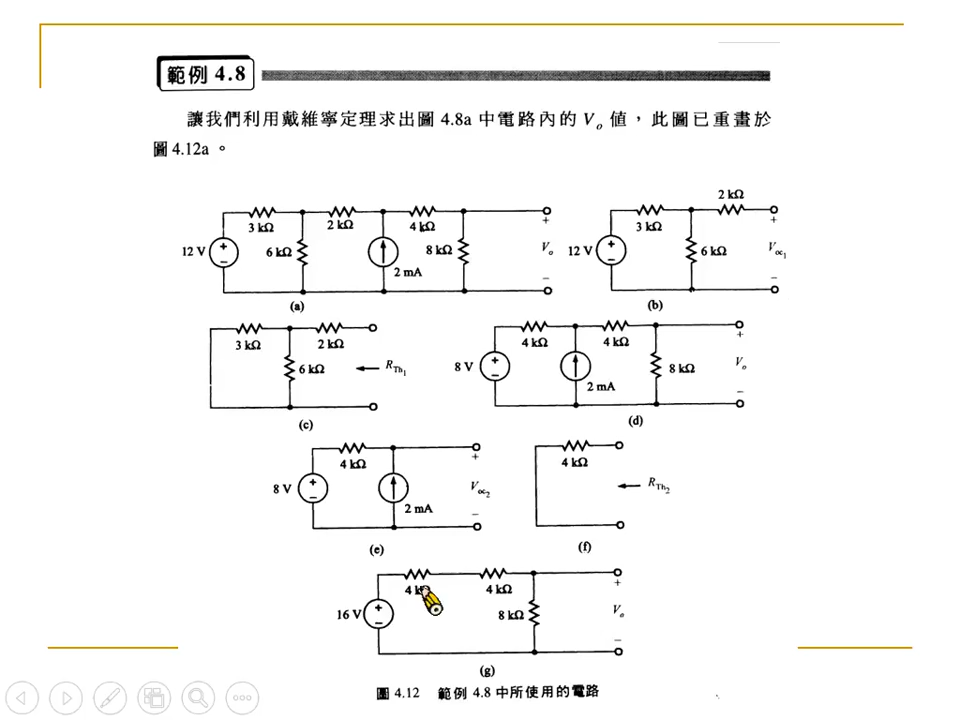 範例 4.8
讓我們利用戴維寧定理求出圖 4.8a 中電路內的 Vo 值,此圖已重畫於
圖 4.12a。
12 V 3 kΩ 6 kΩ 2 kΩ 2 mA 4 kΩ 8 kΩ + Vo −
(a)
12 V 3 kΩ 6 kΩ 2 kΩ + Voc1 −
(b)
3 kΩ 2 kΩ 6 kΩ RTh1
(c)
8 V 4 kΩ 2 mA 4 kΩ 8 kΩ + Vo −
(d)
8 V 4 kΩ 2 mA + Voc2 −
(e)
4 kΩ RTh2
(f)
16 V 4 4 kΩ 8 kΩ + Vo −
(g)
圖 4.12 範例 4.8 中所使用的電路